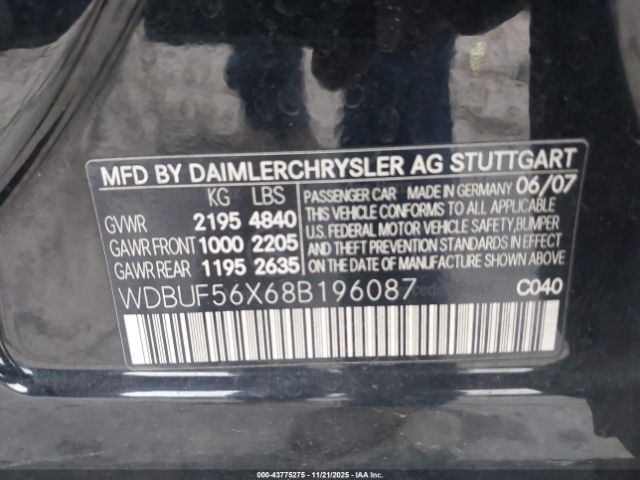 MFD BY DAIMLERCHRYSLER AG STUTTGART
KG LBS PASSENGER CAR MADE IN GERMANY 06/07
GVWR 2195 4840 THIS VEHICLE CONFORMS TO ALL APPLICABLE
U.S. FEDERAL MOTOR VEHICLE SAFETY, BUMPER
GAWR FRONT 1000 2205 AND THEFT PREVENTION STANDARDS IN EFFECT
GAWR REAR 1195 2635 ON THE DATE OF MANUFACTURE SHOWN ABOVE
WDBUF56X68B196087 C040
000-43775275 - 11/21/2025 - IAAI.com